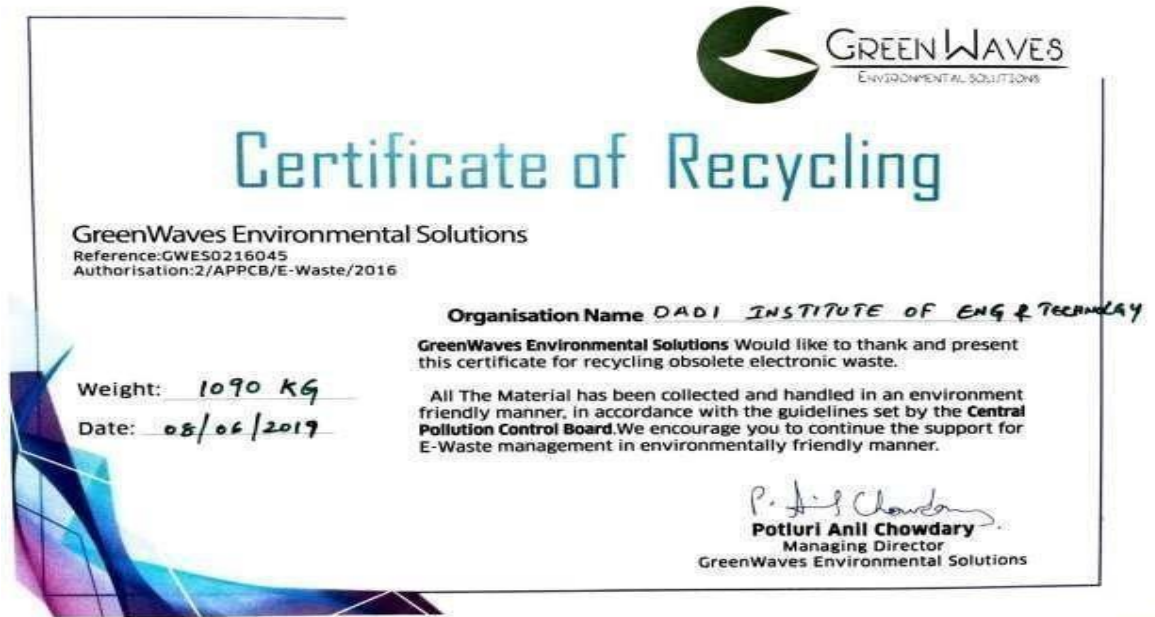 GREEN WAVES
ENVIRONMENTAL SOLUTIONS
Certificate of Recycling
GreenWaves Environmental Solutions
Reference:GWES0216045
Authorisation:2/APPCB/E-Waste/2016
Organisation Name DADI INSTITUTE OF ENG & TECHNOLGY
GreenWaves Environmental Solutions Would like to thank and present
this certificate for recycling obsolete electronic waste.
Weight: 1090 KG
Date: 08/06/2019
All The Material has been collected and handled in an environment
friendly manner, in accordance with the guidelines set by the Central
Pollution Control Board.We encourage you to continue the support for
E-Waste management in environmentally friendly manner.
P. Anil Chowdary
Potluri Anil Chowdary
Managing Director
GreenWaves Environmental Solutions